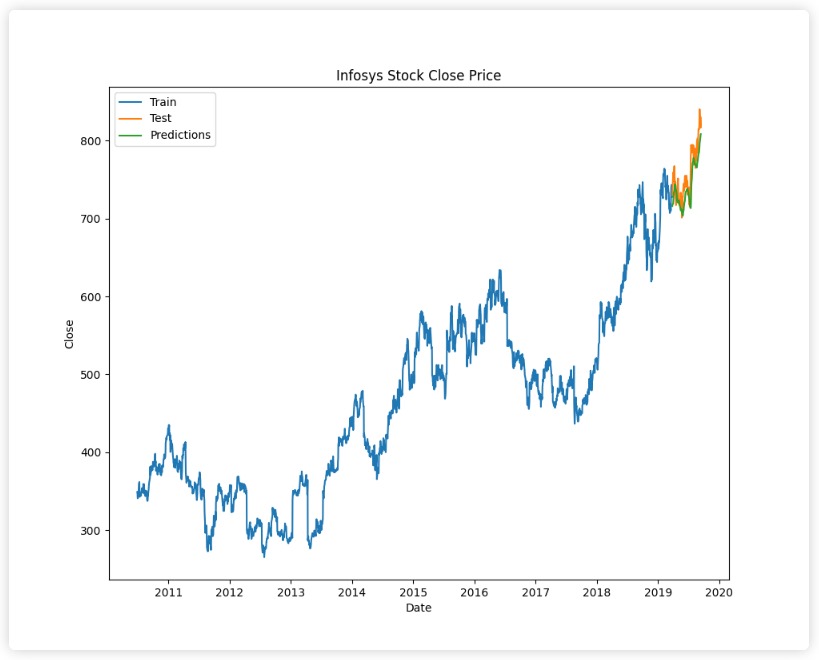 Infosys Stock Close Price
Train
Test
Predictions
800
700
600
500
400
300
Close
2011 2012 2013 2014 2015 2016 2017 2018 2019 2020
Date